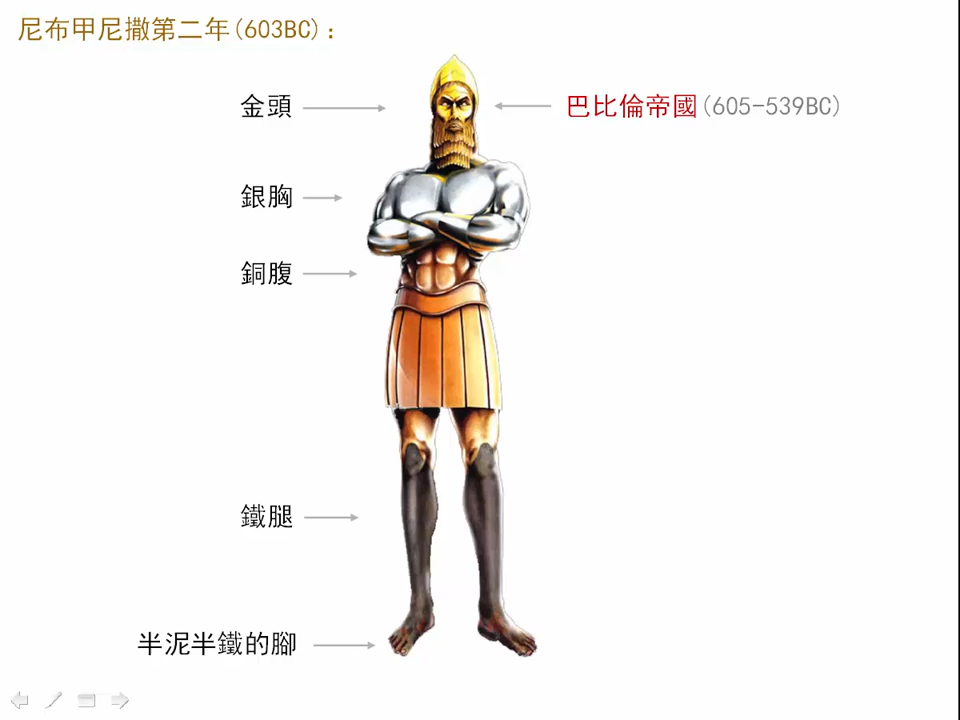 尼布甲尼撒第二年(603BC)：
金頭
巴比倫帝國(605-539BC)
銀胸
銅腹
鐵腿
半泥半鐵的腳